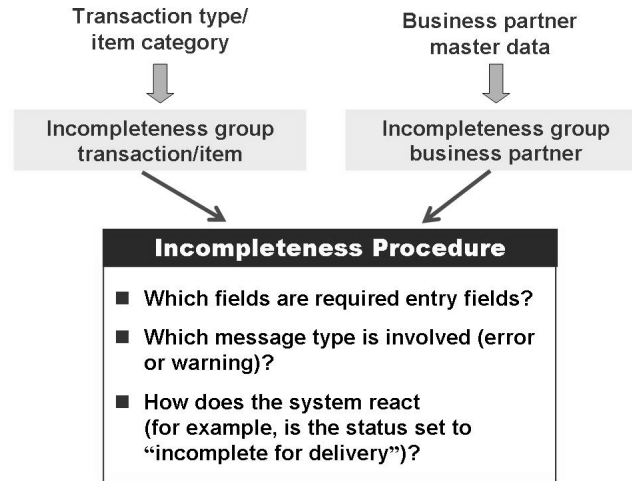 Transaction type/
item category
Business partner
master data
Incompleteness group
transaction/item
Incompleteness group
business partner
Incompleteness Procedure
■ Which fields are required entry fields?
■ Which message type is involved (error
or warning)?
■ How does the system react
(for example, is the status set to
“incomplete for delivery”)?